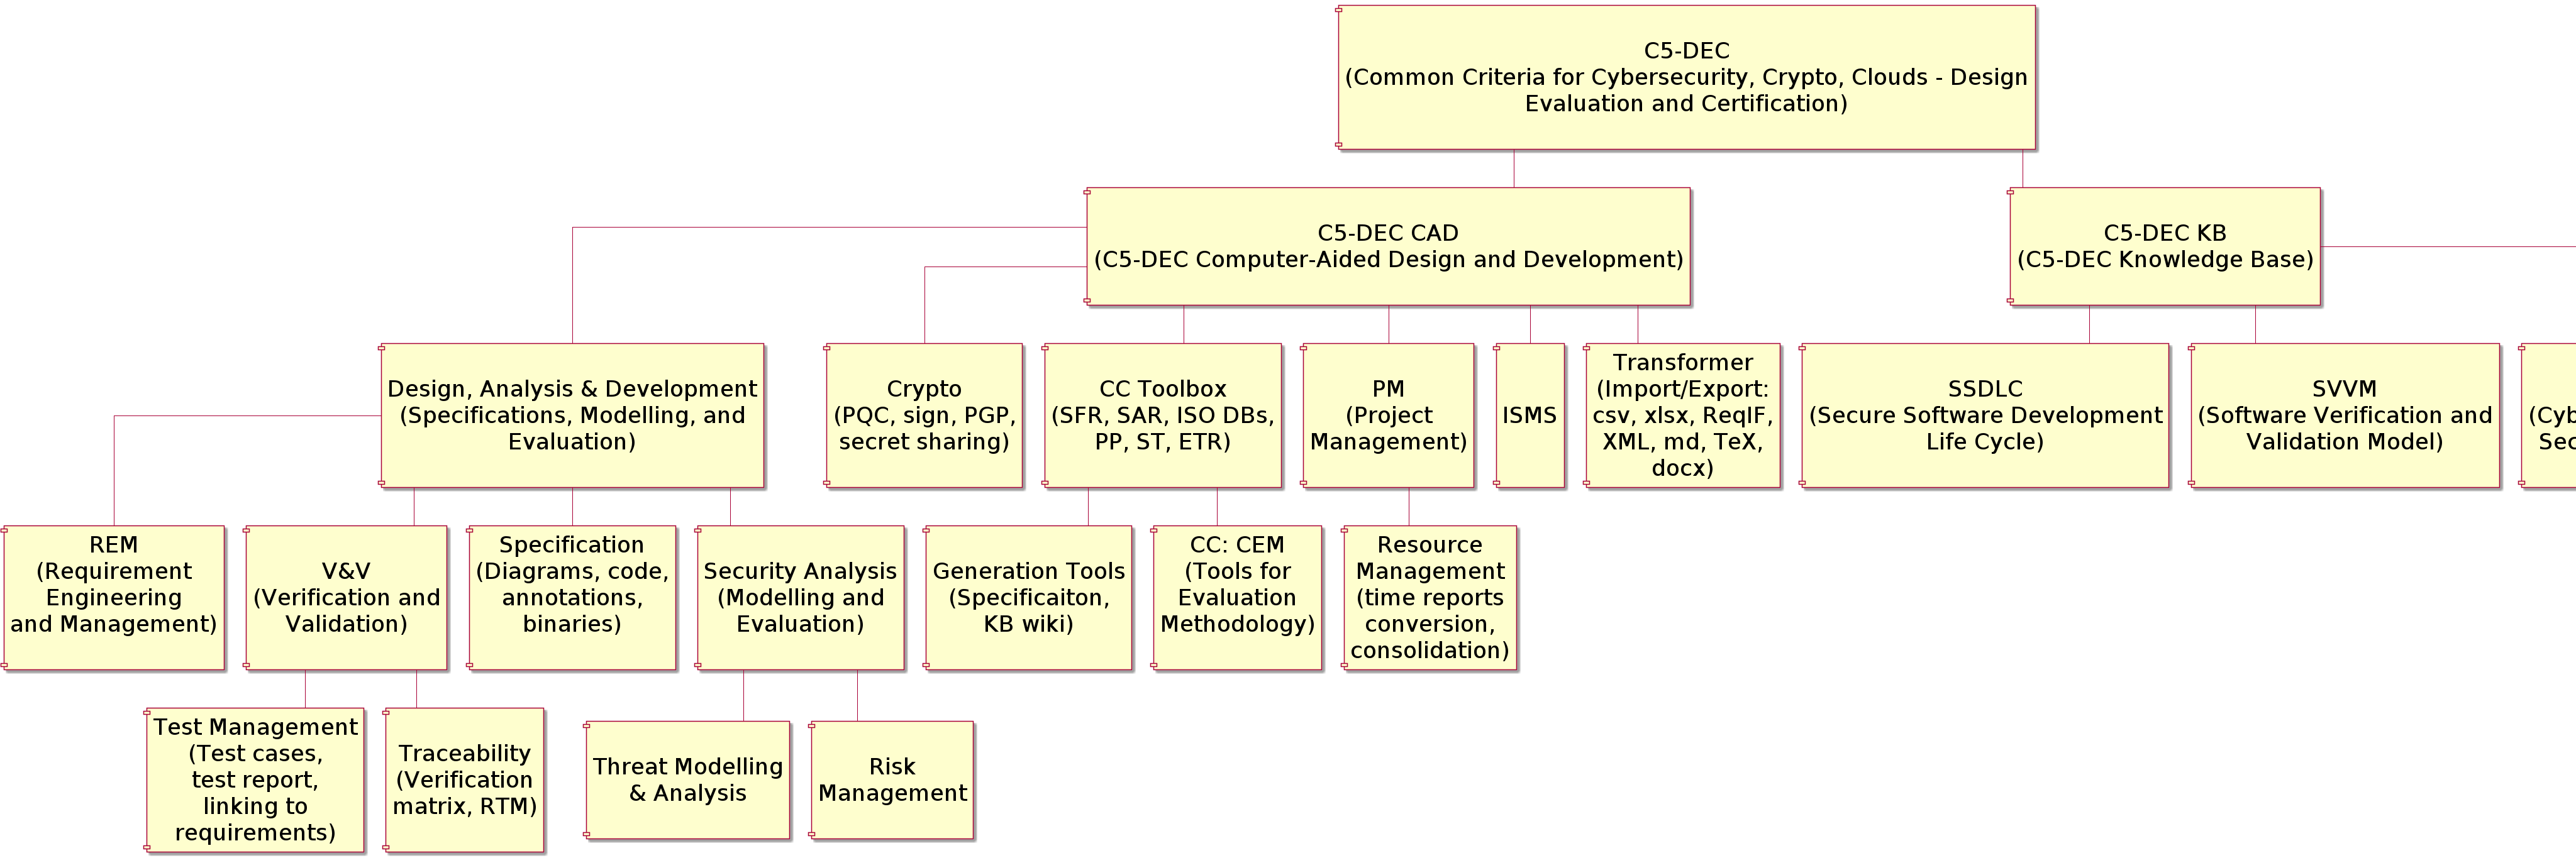 C5-DEC
(Common Criteria for Cybersecurity, Crypto, Clouds - Design
Evaluation and Certification)
C5-DEC CAD
(C5-DEC Computer-Aided Design and Development)
C5-DEC KB
(C5-DEC Knowledge Base)
Design, Analysis & Development
(Specifications, Modelling, and
Evaluation)
Crypto
(PQC, sign, PGP,
secret sharing)
CC Toolbox
(SFR, SAR, ISO DBs,
PP, ST, ETR)
PM
(Project
Management)
ISMS
Transformer
(Import/Export:
csv, xlsx, ReqIF,
XML, md, TeX,
docx)
SSDLC
(Secure Software Development
Life Cycle)
SVVM
(Software Verification and
Validation Model)
REM
(Requirement
Engineering
and Management)
V&V
(Verification and
Validation)
Specification
(Diagrams, code,
annotations,
binaries)
Security Analysis
(Modelling and
Evaluation)
Generation Tools
(Specificaiton,
KB wiki)
CC: CEM
(Tools for
Evaluation
Methodology)
Resource
Management
(time reports
conversion,
consolidation)
Test Management
(Test cases,
test report,
linking to
requirements)
Traceability
(Verification
matrix, RTM)
Threat Modelling
& Analysis
Risk
Management